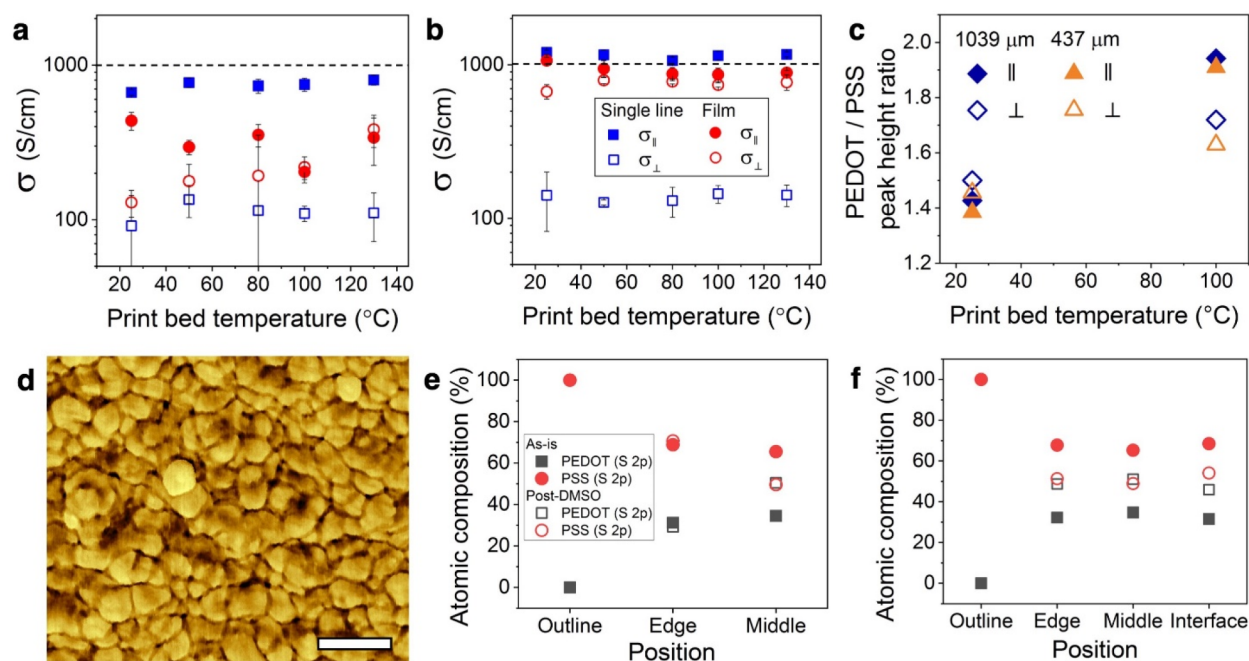 a
σ (S/cm)
1000
100
20 40 60 80 100 120 140
Print bed temperature (°C)
b
σ (S/cm)
1000
100
Single line Film
σ∥ σ∥
σ⊥ σ⊥
20 40 60 80 100 120 140
Print bed temperature (°C)
c
PEDOT / PSS
peak height ratio
2.0
1.8
1.6
1.4
1.2
1039 μm 437 μm
∥ ∥
⊥ ⊥
20 40 60 80 100
Print bed temperature (°C)
d
e
Atomic composition (%)
100
80
60
40
20
0
As-is
PEDOT (S 2p)
PSS (S 2p)
Post-DMSO
PEDOT (S 2p)
PSS (S 2p)
Outline Edge Middle
Position
f
Atomic composition (%)
100
80
60
40
20
0
Outline Edge Middle Interface
Position